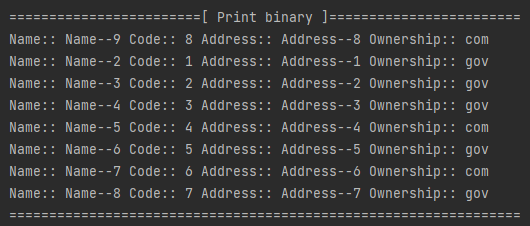 ========================[ Print binary ]========================
Name:: Name--9 Code:: 8 Address:: Address--8 Ownership:: com
Name:: Name--2 Code:: 1 Address:: Address--1 Ownership:: gov
Name:: Name--3 Code:: 2 Address:: Address--2 Ownership:: gov
Name:: Name--4 Code:: 3 Address:: Address--3 Ownership:: gov
Name:: Name--5 Code:: 4 Address:: Address--4 Ownership:: com
Name:: Name--6 Code:: 5 Address:: Address--5 Ownership:: gov
Name:: Name--7 Code:: 6 Address:: Address--6 Ownership:: com
Name:: Name--8 Code:: 7 Address:: Address--7 Ownership:: gov
================================================================